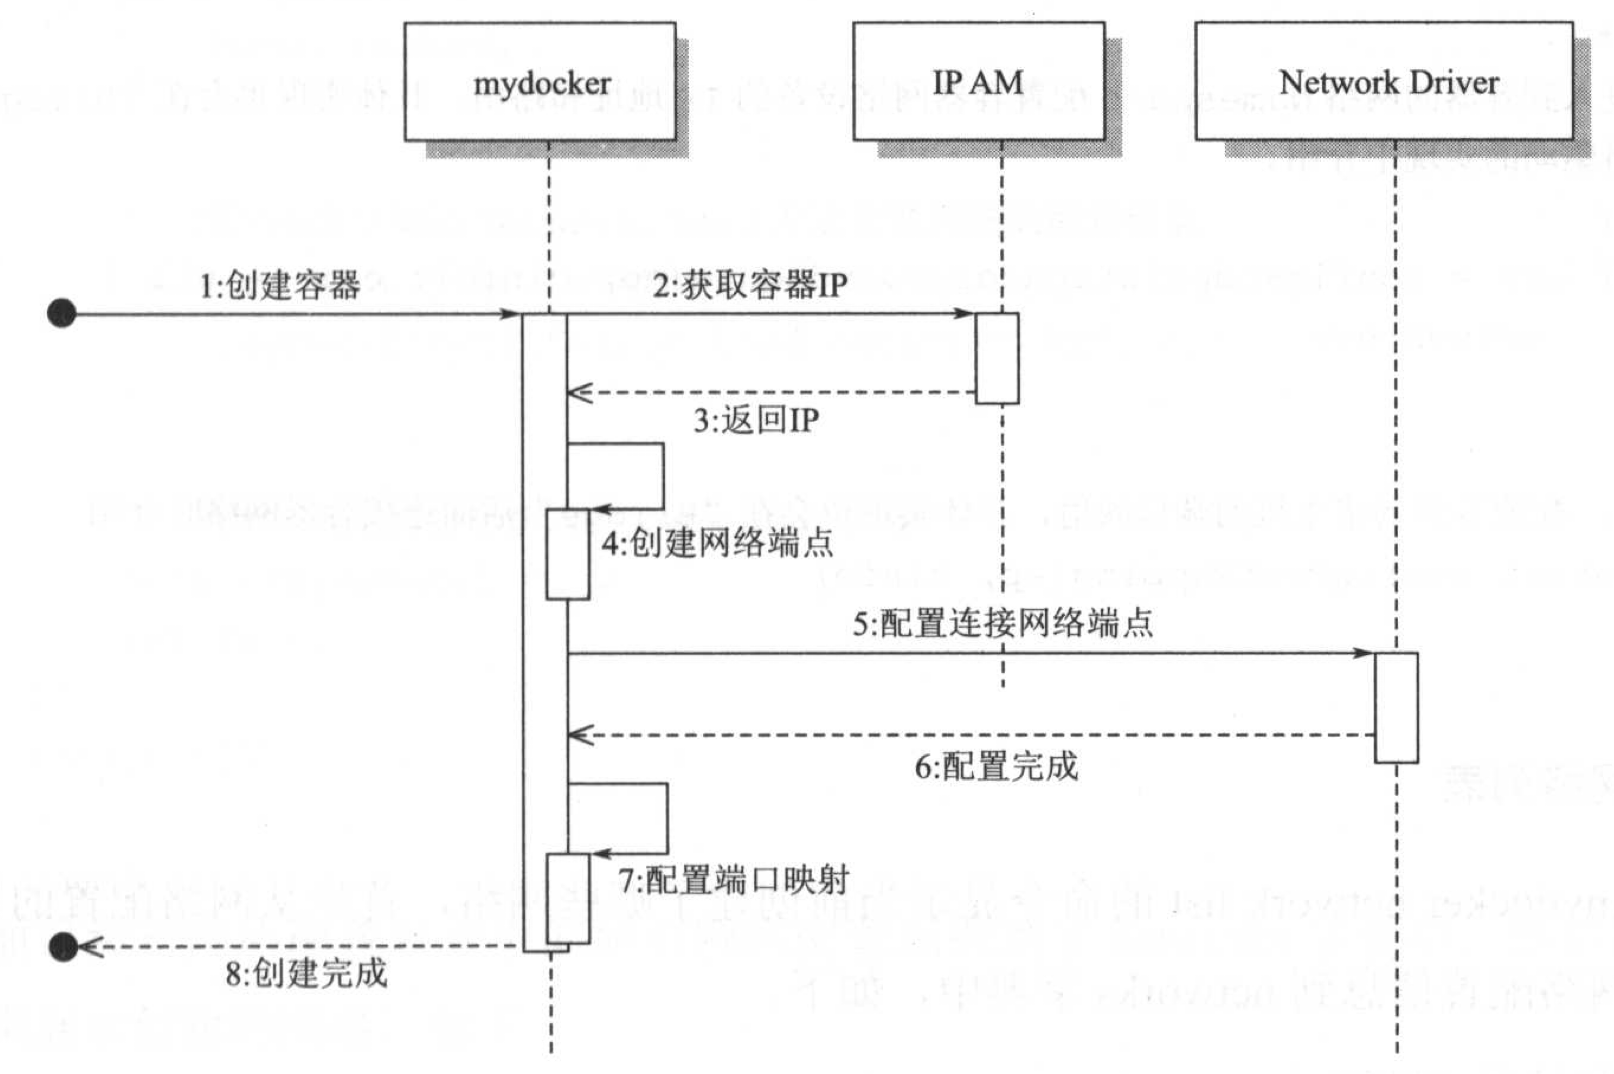 mydocker
IP AM
Network Driver
1:创建容器
2:获取容器IP
3:返回IP
4:创建网络端点
5:配置连接网络端点
6:配置完成
7:配置端口映射
8:创建完成